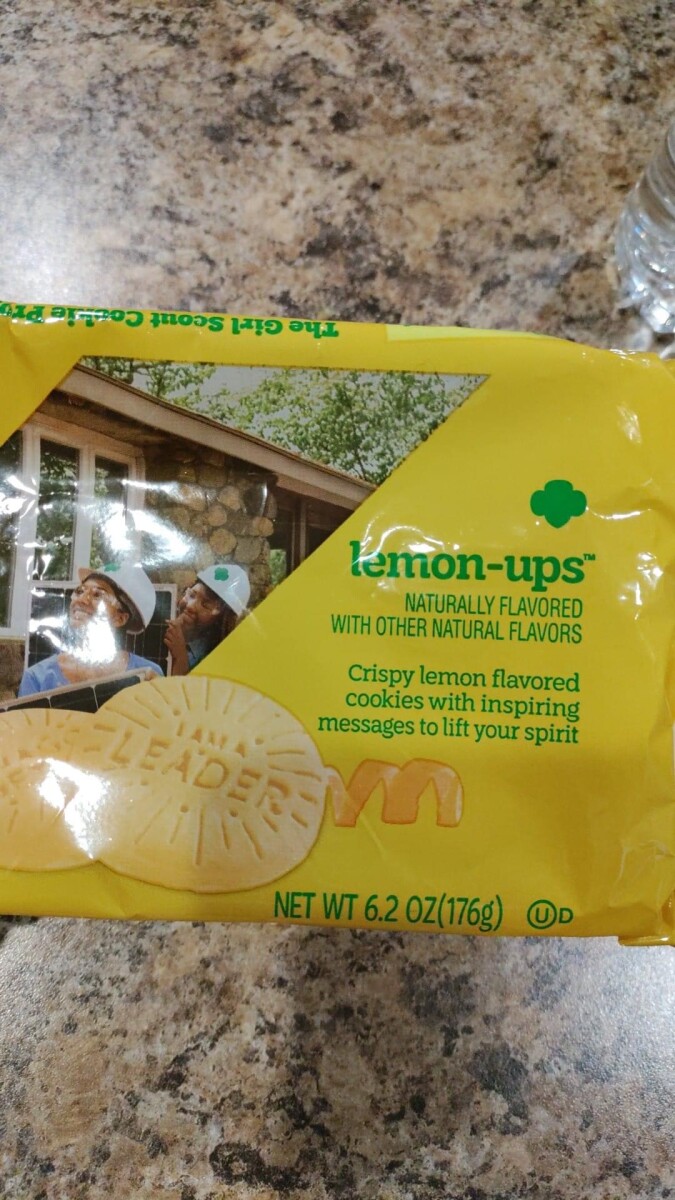 The Girl Scout Cookie
lemon-ups™
NATURALLY FLAVORED
WITH OTHER NATURAL FLAVORS
Crispy lemon flavored
cookies with inspiring
messages to lift your spirit
I AM A
LEADER
NET WT 6.2 OZ(176g) ⓊD